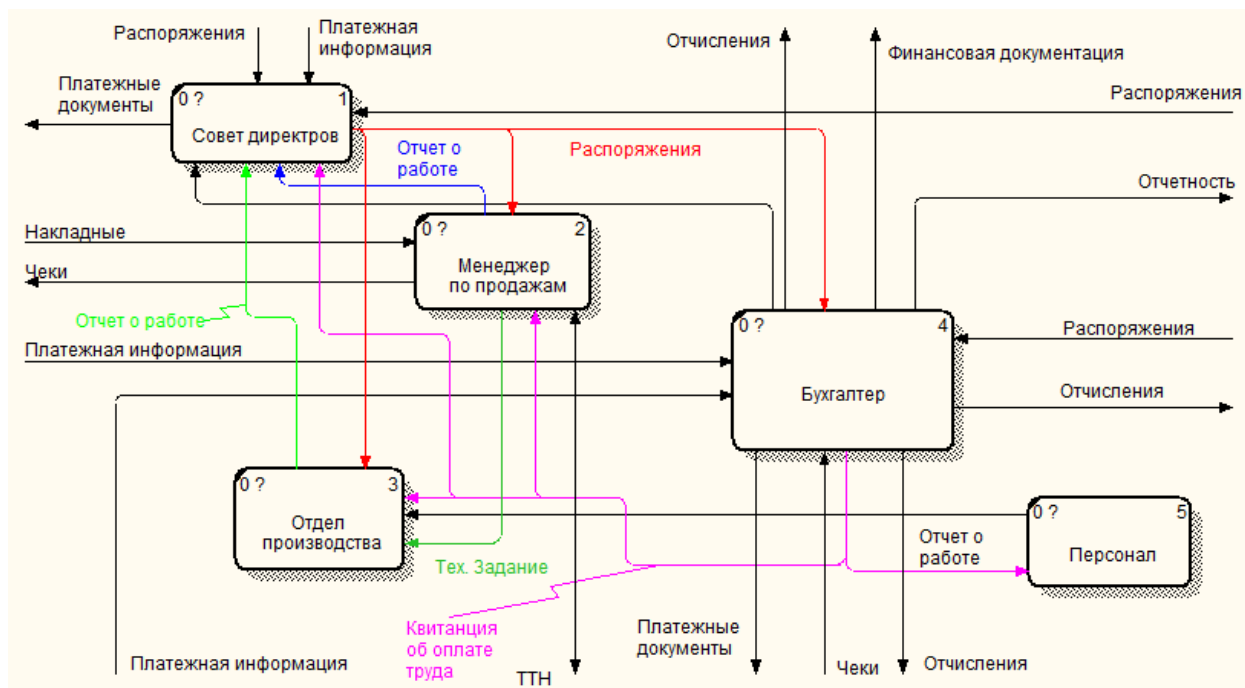 Распоряжения
Платежная
информация
Отчисления
Финансовая документация
Платежные
документы
Распоряжения
0 ? 1
Совет директров
Отчет о
работе
Распоряжения
Отчетность
Накладные
0 ? 2
Менеджер
по продажам
Чеки
Отчет о работе
0 ? 4
Бухгалтер
Распоряжения
Платежная информация
Отчисления
0 ? 3
Отдел
производства
0 ? 5
Персонал
Отчет о
работе
Тех. Задание
Квитанция
об оплате
труда
Платежные
документы
Платежная информация
ТТН
Чеки
Отчисления